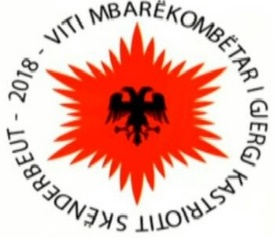 2018 - VITI MBARËKOMBËTAR I GJERGJ KASTRIOTIT SKËNDERBEUT -